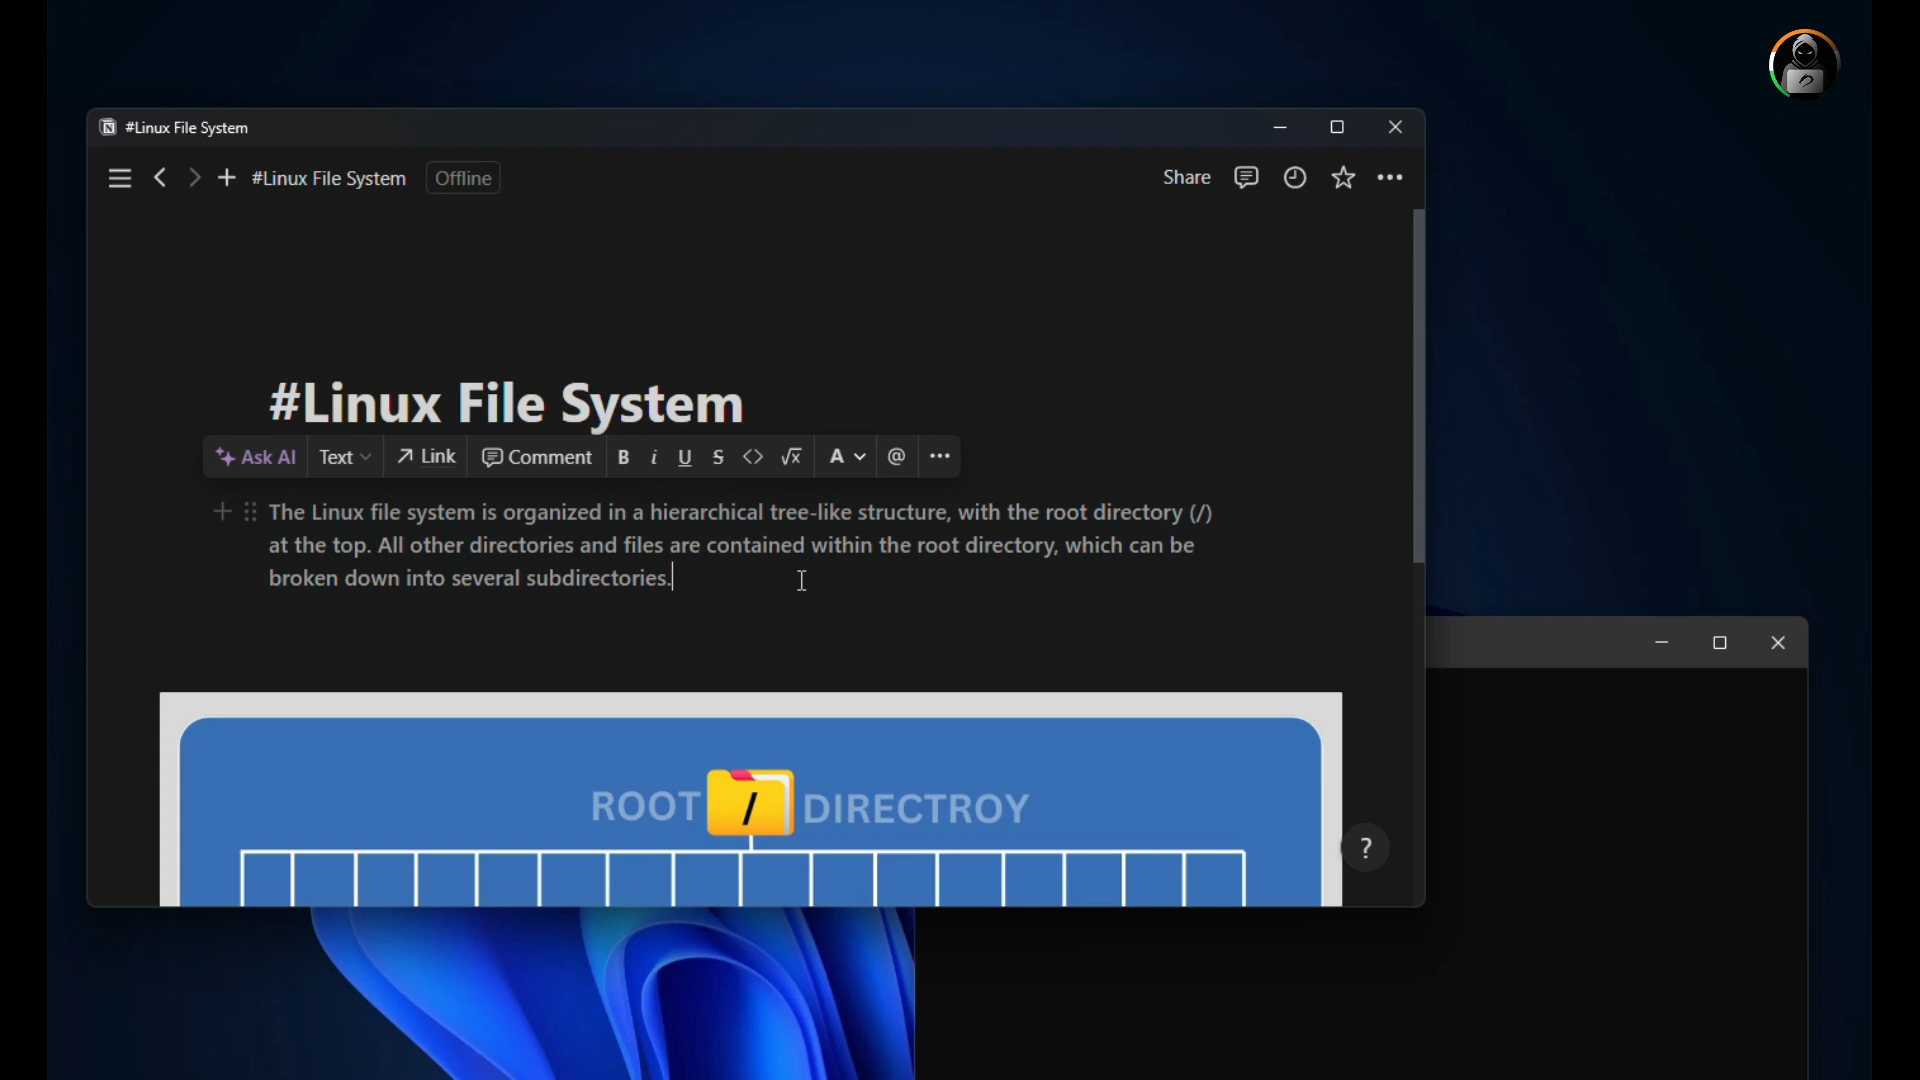 #Linux File System
#Linux File System Offline Share
#Linux File System
Ask AI Text Link Comment B i U S <> √x A @ •••
The Linux file system is organized in a hierarchical tree-like structure, with the root directory (/)
at the top. All other directories and files are contained within the root directory, which can be
broken down into several subdirectories.
ROOT / DIRECTROY
?